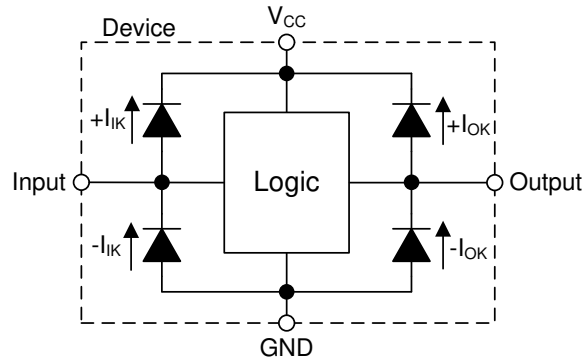 V_CC
Device
+I_IK
+I_OK
Input
Logic
Output
-I_IK
-I_OK
GND